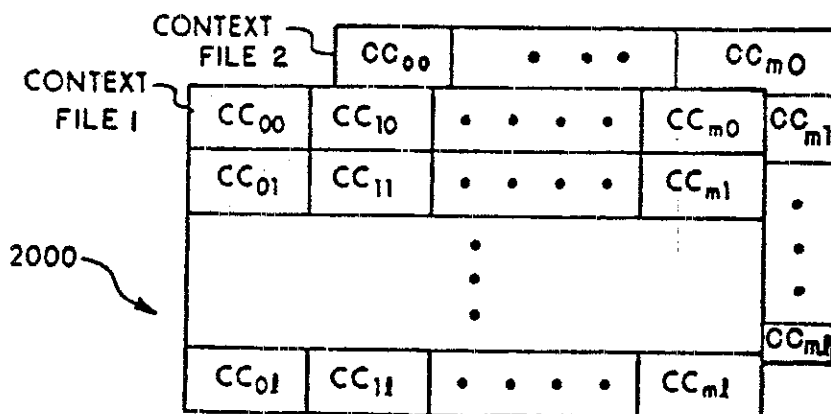 CONTEXT FILE 2
CC₀₀ • • • CCₘ₀
CONTEXT FILE 1
CC₀₀ CC₁₀ • • • • CCₘ₀ CCₘ₁
CC₀₁ CC₁₁ • • • • CCₘ₁
2000
CCₘℓ
CC₀ℓ CC₁ℓ • • • • CCₘℓ